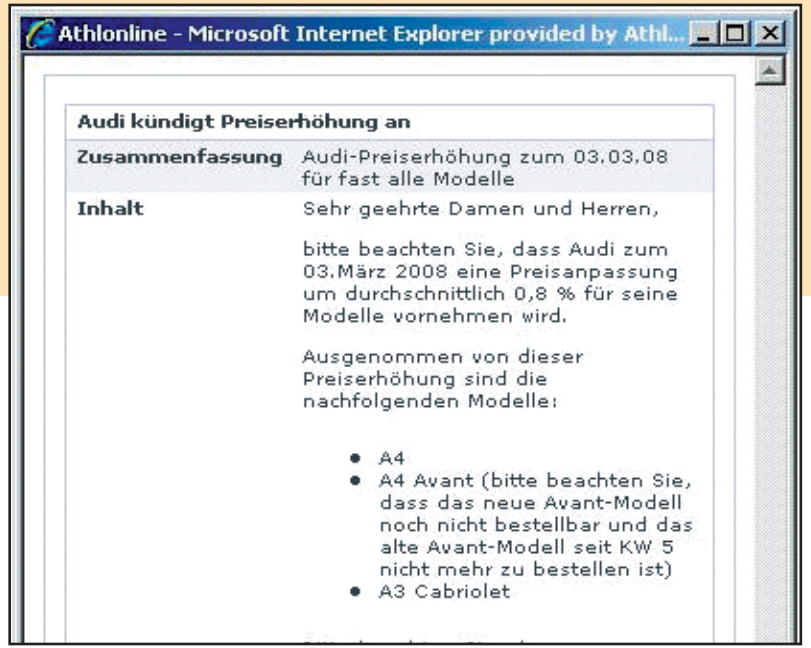 Athlonline - Microsoft Internet Explorer provided by Athl...
Audi kündigt Preiserhöhung an
Zusammenfassung Audi-Preiserhöhung zum 03.03.08
für fast alle Modelle
Inhalt Sehr geehrte Damen und Herren,
bitte beachten Sie, dass Audi zum
03.März 2008 eine Preisanpassung
um durchschnittlich 0,8 % für seine
Modelle vornehmen wird.
Ausgenommen von dieser
Preiserhöhung sind die
nachfolgenden Modelle:
• A4
• A4 Avant (bitte beachten Sie,
dass das neue Avant-Modell
noch nicht bestellbar und das
alte Avant-Modell seit KW 5
nicht mehr zu bestellen ist)
• A3 Cabriolet